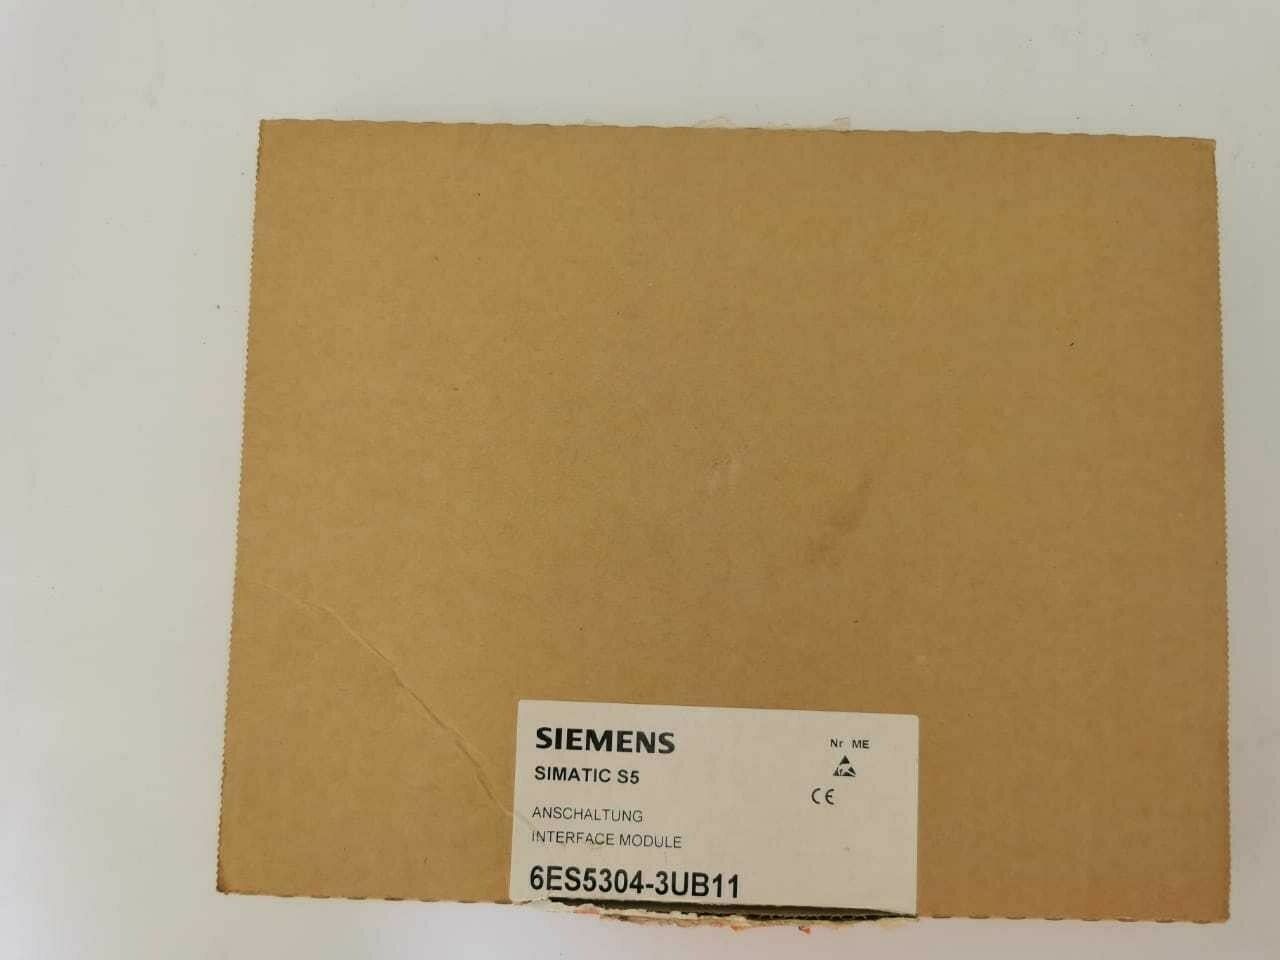 SIEMENS
Nr ME
SIMATIC S5
CE
ANSCHALTUNG
INTERFACE MODULE
6ES5304-3UB11